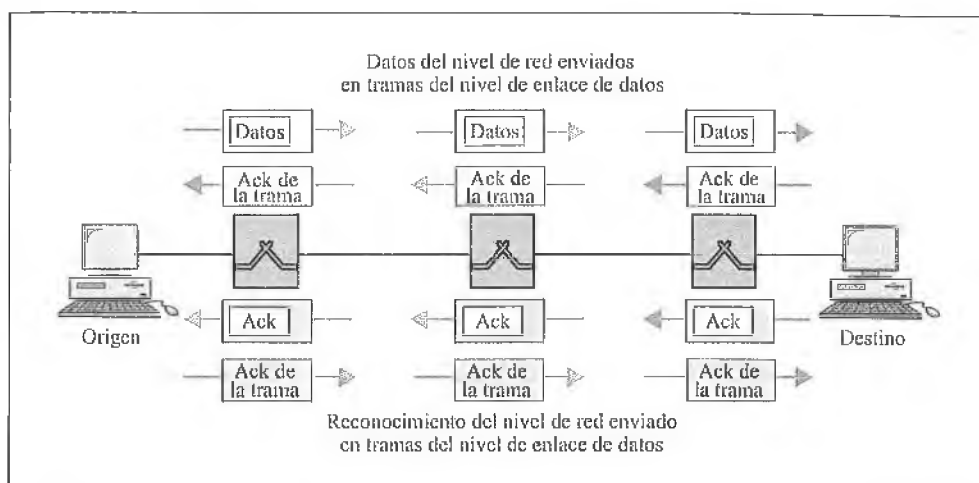 Datos del nivel de red enviados
en tramas del nivel de enlace de datos
Datos
Datos
Datos
Ack de
la trama
Ack de
la trama
Ack de
la trama
Origen
Destino
Ack
Ack
Ack
Ack de
la trama
Ack de
la trama
Ack de
la trama
Reconocimiento del nivel de red enviado
en tramas del nivel de enlace de datos